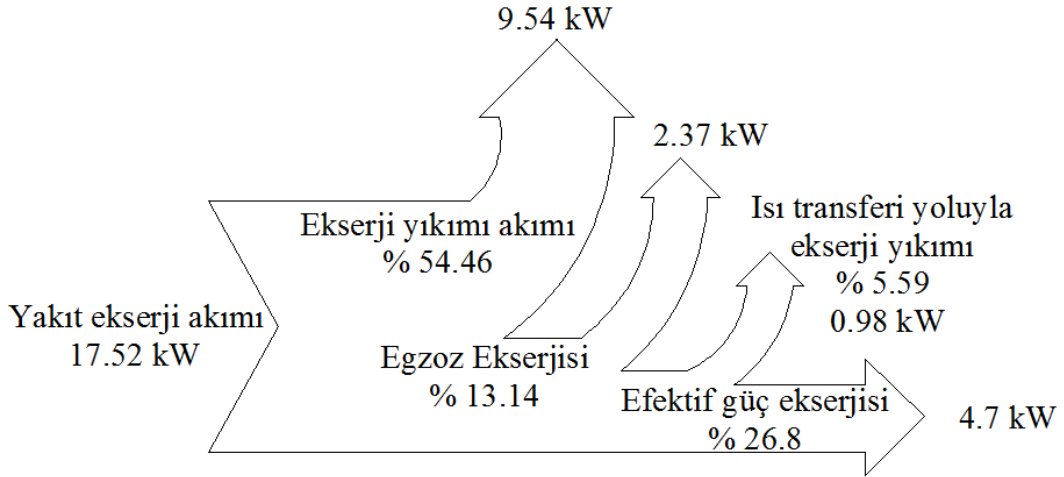 9.54 kW
2.37 kW
Ekserji yıkımı akımı
% 54.46
Isı transferi yoluyla
ekserji yıkımı
% 5.59
0.98 kW
Yakıt ekserji akımı
17.52 kW
Egzoz Ekserjisi
% 13.14
Efektif güç ekserjisi
% 26.8
4.7 kW